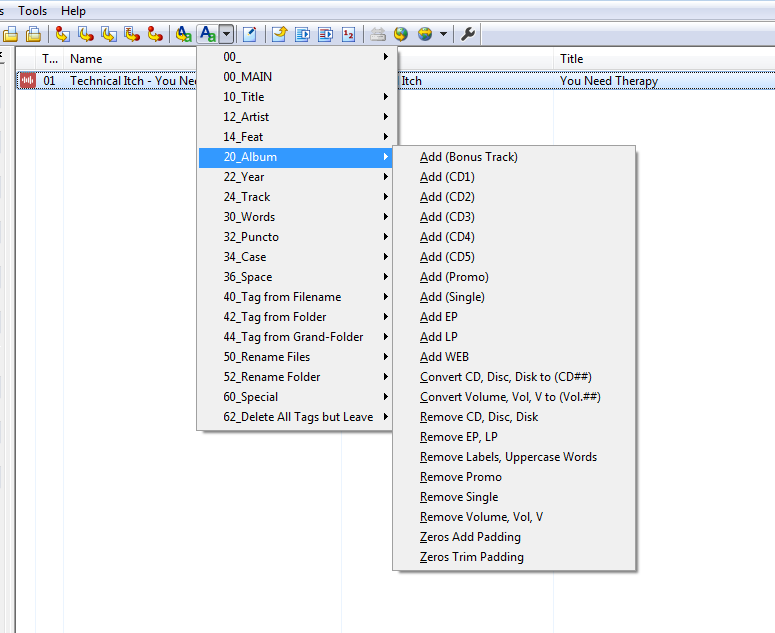 s Tools Help
T... Name Title
01 Technical Itch - You Ne Itch You Need Therapy
00_
00_MAIN
10_Title
12_Artist
14_Feat
20_Album
22_Year
24_Track
30_Words
32_Puncto
34_Case
36_Space
40_Tag from Filename
42_Tag from Folder
44_Tag from Grand-Folder
50_Rename Files
52_Rename Folder
60_Special
62_Delete All Tags but Leave
Add (Bonus Track)
Add (CD1)
Add (CD2)
Add (CD3)
Add (CD4)
Add (CD5)
Add (Promo)
Add (Single)
Add EP
Add LP
Add WEB
Convert CD, Disc, Disk to (CD##)
Convert Volume, Vol, V to (Vol.##)
Remove CD, Disc, Disk
Remove EP, LP
Remove Labels, Uppercase Words
Remove Promo
Remove Single
Remove Volume, Vol, V
Zeros Add Padding
Zeros Trim Padding